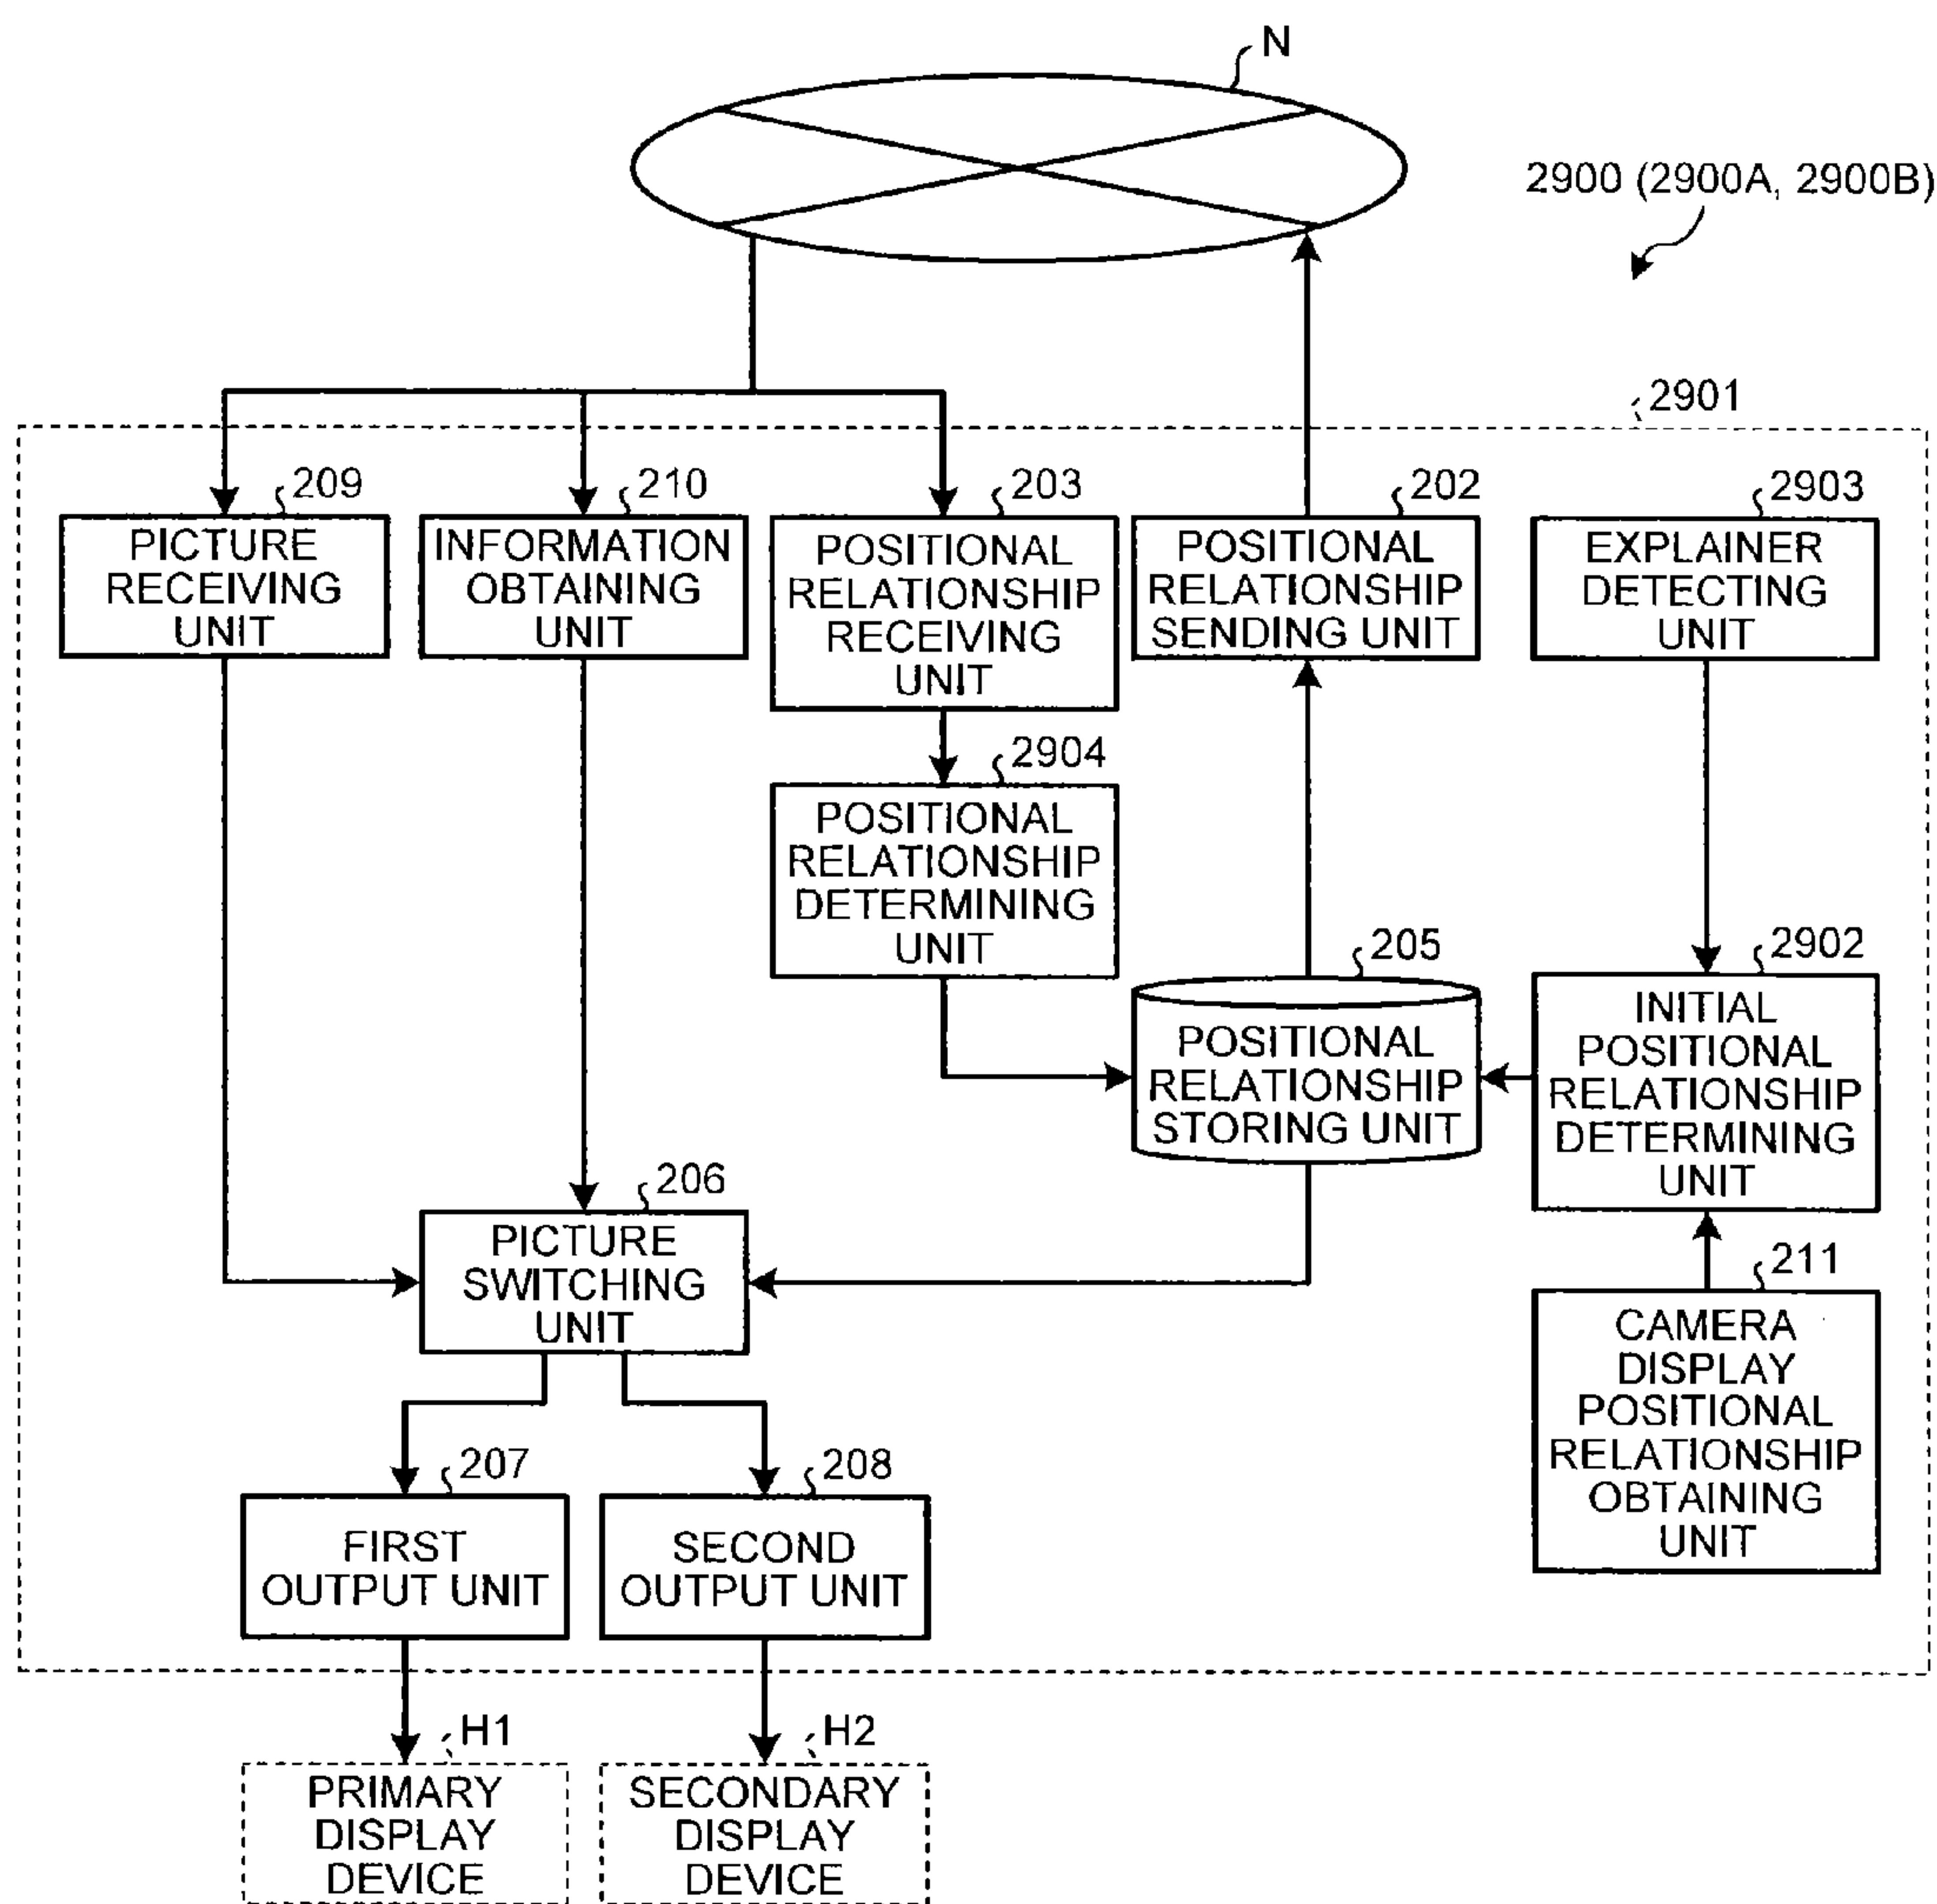 N
2900 (2900A, 2900B)
2901
209
PICTURE
RECEIVING
UNIT
210
INFORMATION
OBTAINING
UNIT
203
POSITIONAL
RELATIONSHIP
RECEIVING
UNIT
202
POSITIONAL
RELATIONSHIP
SENDING UNIT
2903
EXPLAINER
DETECTING
UNIT
2904
POSITIONAL
RELATIONSHIP
DETERMINING
UNIT
205
POSITIONAL
RELATIONSHIP
STORING UNIT
2902
INITIAL
POSITIONAL
RELATIONSHIP
DETERMINING
UNIT
206
PICTURE
SWITCHING
UNIT
211
CAMERA
DISPLAY
POSITIONAL
RELATIONSHIP
OBTAINING
UNIT
207
FIRST
OUTPUT UNIT
208
SECOND
OUTPUT UNIT
H1
PRIMARY
DISPLAY
DEVICE
H2
SECONDARY
DISPLAY
DEVICE